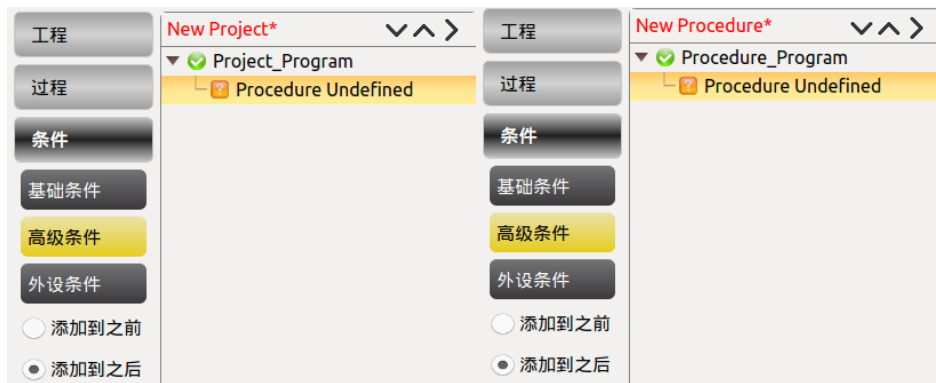 工程
过程
条件
基础条件
高级条件
外设条件
添加到之前
添加到之后
New Project*
Project_Program
Procedure Undefined
工程
过程
条件
基础条件
高级条件
外设条件
添加到之前
添加到之后
New Procedure*
Procedure_Program
Procedure Undefined